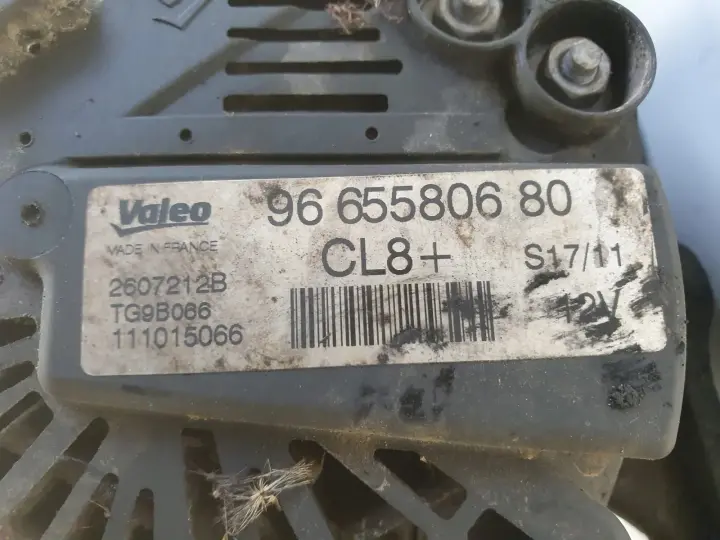 Valeo 96 655806 80
MADE IN FRANCE CL8+ S17/11
2607212B 12V
TG9B066
111015066